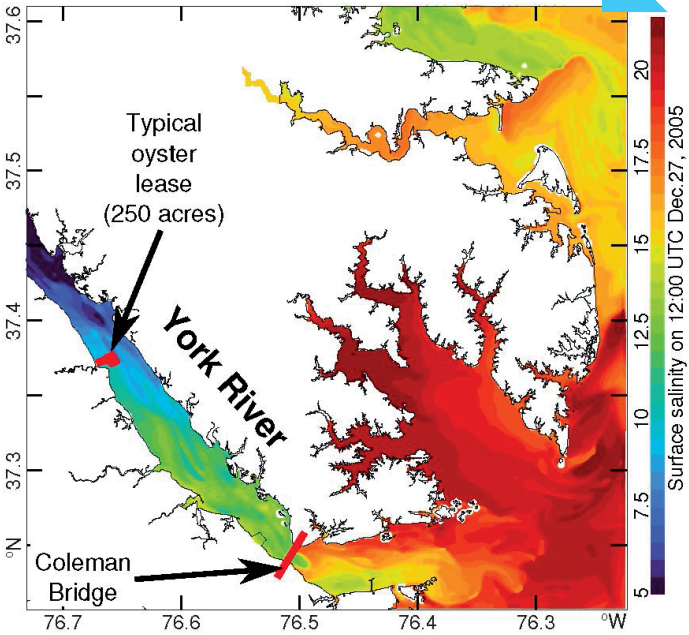 37.6
37.5
37.4
37.3
°N
Typical
oyster
lease
(250 acres)
York River
Coleman
Bridge
76.7
76.6
76.5
76.4
76.3
°W
20
17.5
15
12.5
10
7.5
5
Surface salinity on 12:00 UTC Dec.27, 2005